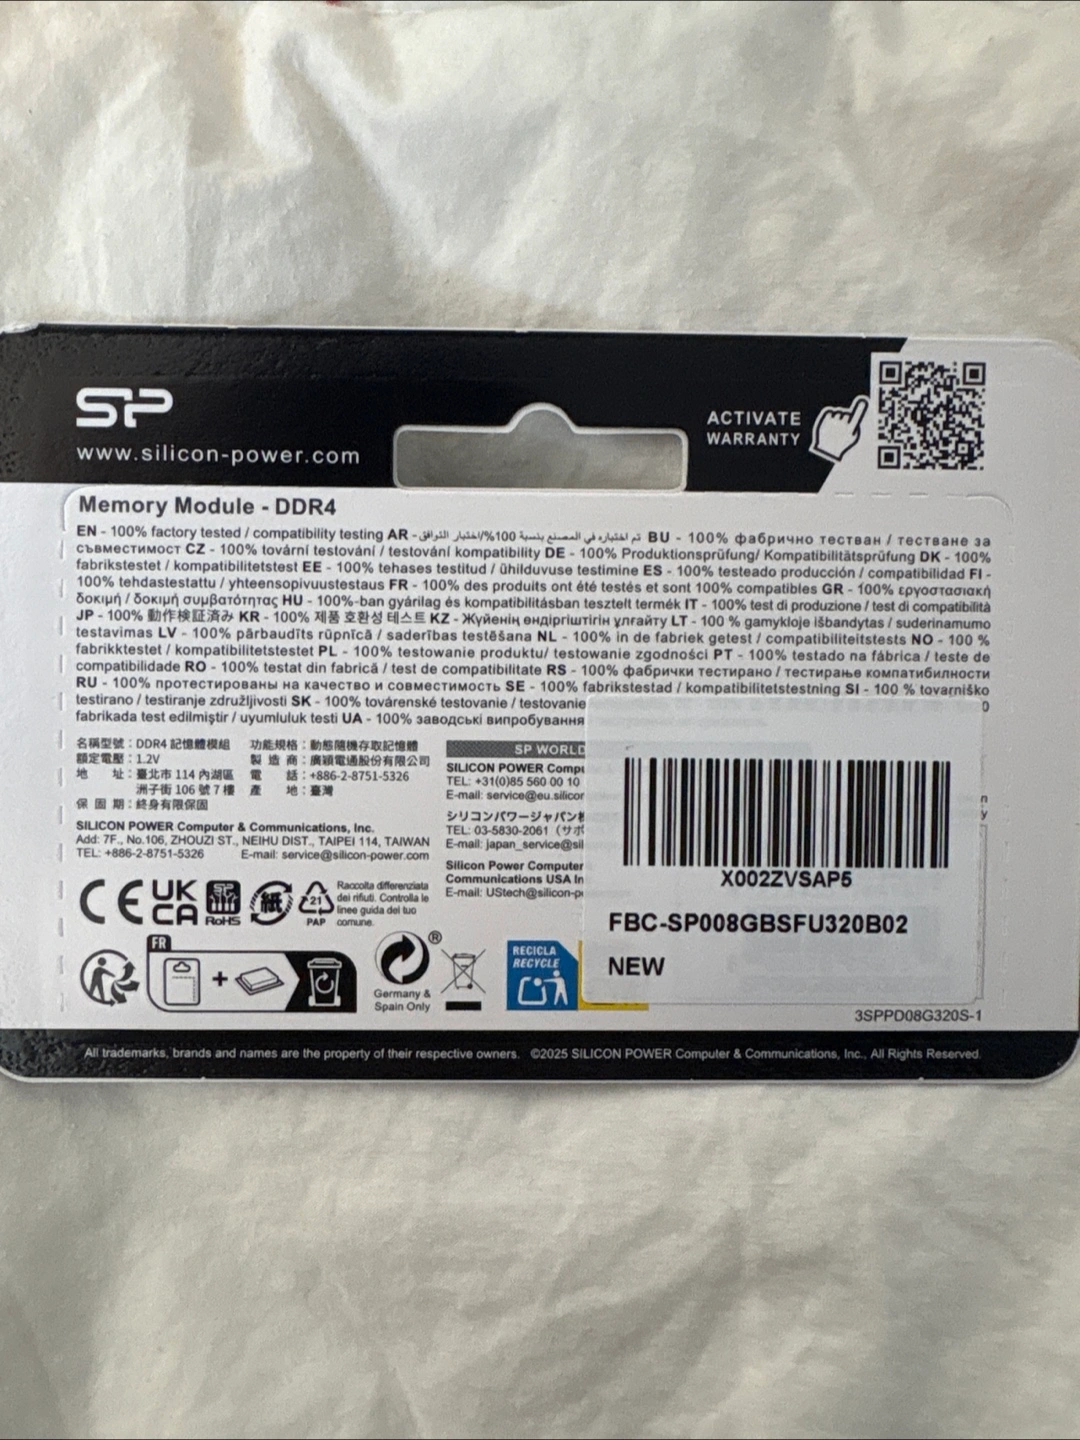 SP
www.silicon-power.com
ACTIVATE
WARRANTY
Memory Module - DDR4
EN - 100% factory tested / compatibility testing AR - تم اختباره في المصنع بنسبة 100%/اختبار التوافق BU - 100% фабрично тестван / тестване за
съвместимост CZ - 100% tovární testování / testování kompatibility DE - 100% Produktionsprüfung/ Kompatibilitätsprüfung DK - 100%
fabrikstestet / kompatibilitetstest EE - 100% tehases testitud / ühilduvuse testimine ES - 100% testeado producción / compatibilidad FI -
100% tehdastestattu / yhteensopivuustestaus FR - 100% des produits ont été testés et sont 100% compatibles GR - 100% εργοστασιακή
δοκιμή / δοκιμή συμβατότητας HU - 100%-ban gyárilag és kompatibilitásban tesztelt termék IT - 100% test di produzione / test di compatibilità
JP - 100% 動作検証済み KR - 100% 제품 호환성 테스트 KZ - Жүйенің өндіргіштігін ұлғайту LT - 100 % gamykloje išbandytas / suderinamumo
testavimas LV - 100% pārbaudīts rūpnīcā / saderības testēšana NL - 100% in de fabriek getest / compatibiliteitstests NO - 100 %
fabrikktestet / kompatibilitetstestet PL - 100% testowanie produktu/ testowanie zgodności PT - 100% testado na fábrica / teste de
compatibilidade RO - 100% testat din fabrică / test de compatibilitate RS - 100% фабрички тестирано / тестирање компатибилности
RU - 100% протестированы на качество и совместимость SE - 100% fabrikstestad / kompatibilitetstestning SI - 100 % tovarniško
testirano / testiranje združljivosti SK - 100% továrenské testovanie / testovanie
fabrikada test edilmiştir / uyumluluk testi UA - 100% заводські випробування
名稱型號：DDR4 記憶體模組 功能規格：動態隨機存取記憶體
額定電壓：1.2V 製造商：廣穎電通股份有限公司
地 址：臺北市 114 內湖區 電 話：+886-2-8751-5326
洲子街 106 號 7 樓 產 地：臺灣
保固期：終身有限保固
SILICON POWER Computer & Communications, Inc.
Add: 7F., No.106, ZHOUZI ST., NEIHU DIST., TAIPEI 114, TAIWAN
TEL: +886-2-8751-5326 E-mail: service@silicon-power.com
SP WORLD
SILICON POWER Compu
TEL: +31(0)85 560 00 10
E-mail: service@eu.silicor
シリコンパワージャパン株
TEL: 03-5830-2061（サポ
E-mail: japan_service@sil
Silicon Power Computer
Communications USA In
E-mail: UStech@silicon-p
X002ZVSAP5
FBC-SP008GBSFU320B02
NEW
CE UK CA SP RoHS 紙 21 PAP
Raccolta differenziata
dei rifiuti. Controlla le
linee guida del tuo
comune.
FR
+
®
Germany &
Spain Only
RECICLA
RECYCLE
3SPPD08G320S-1
All trademarks, brands and names are the property of their respective owners. ©2025 SILICON POWER Computer & Communications, Inc., All Rights Reserved.